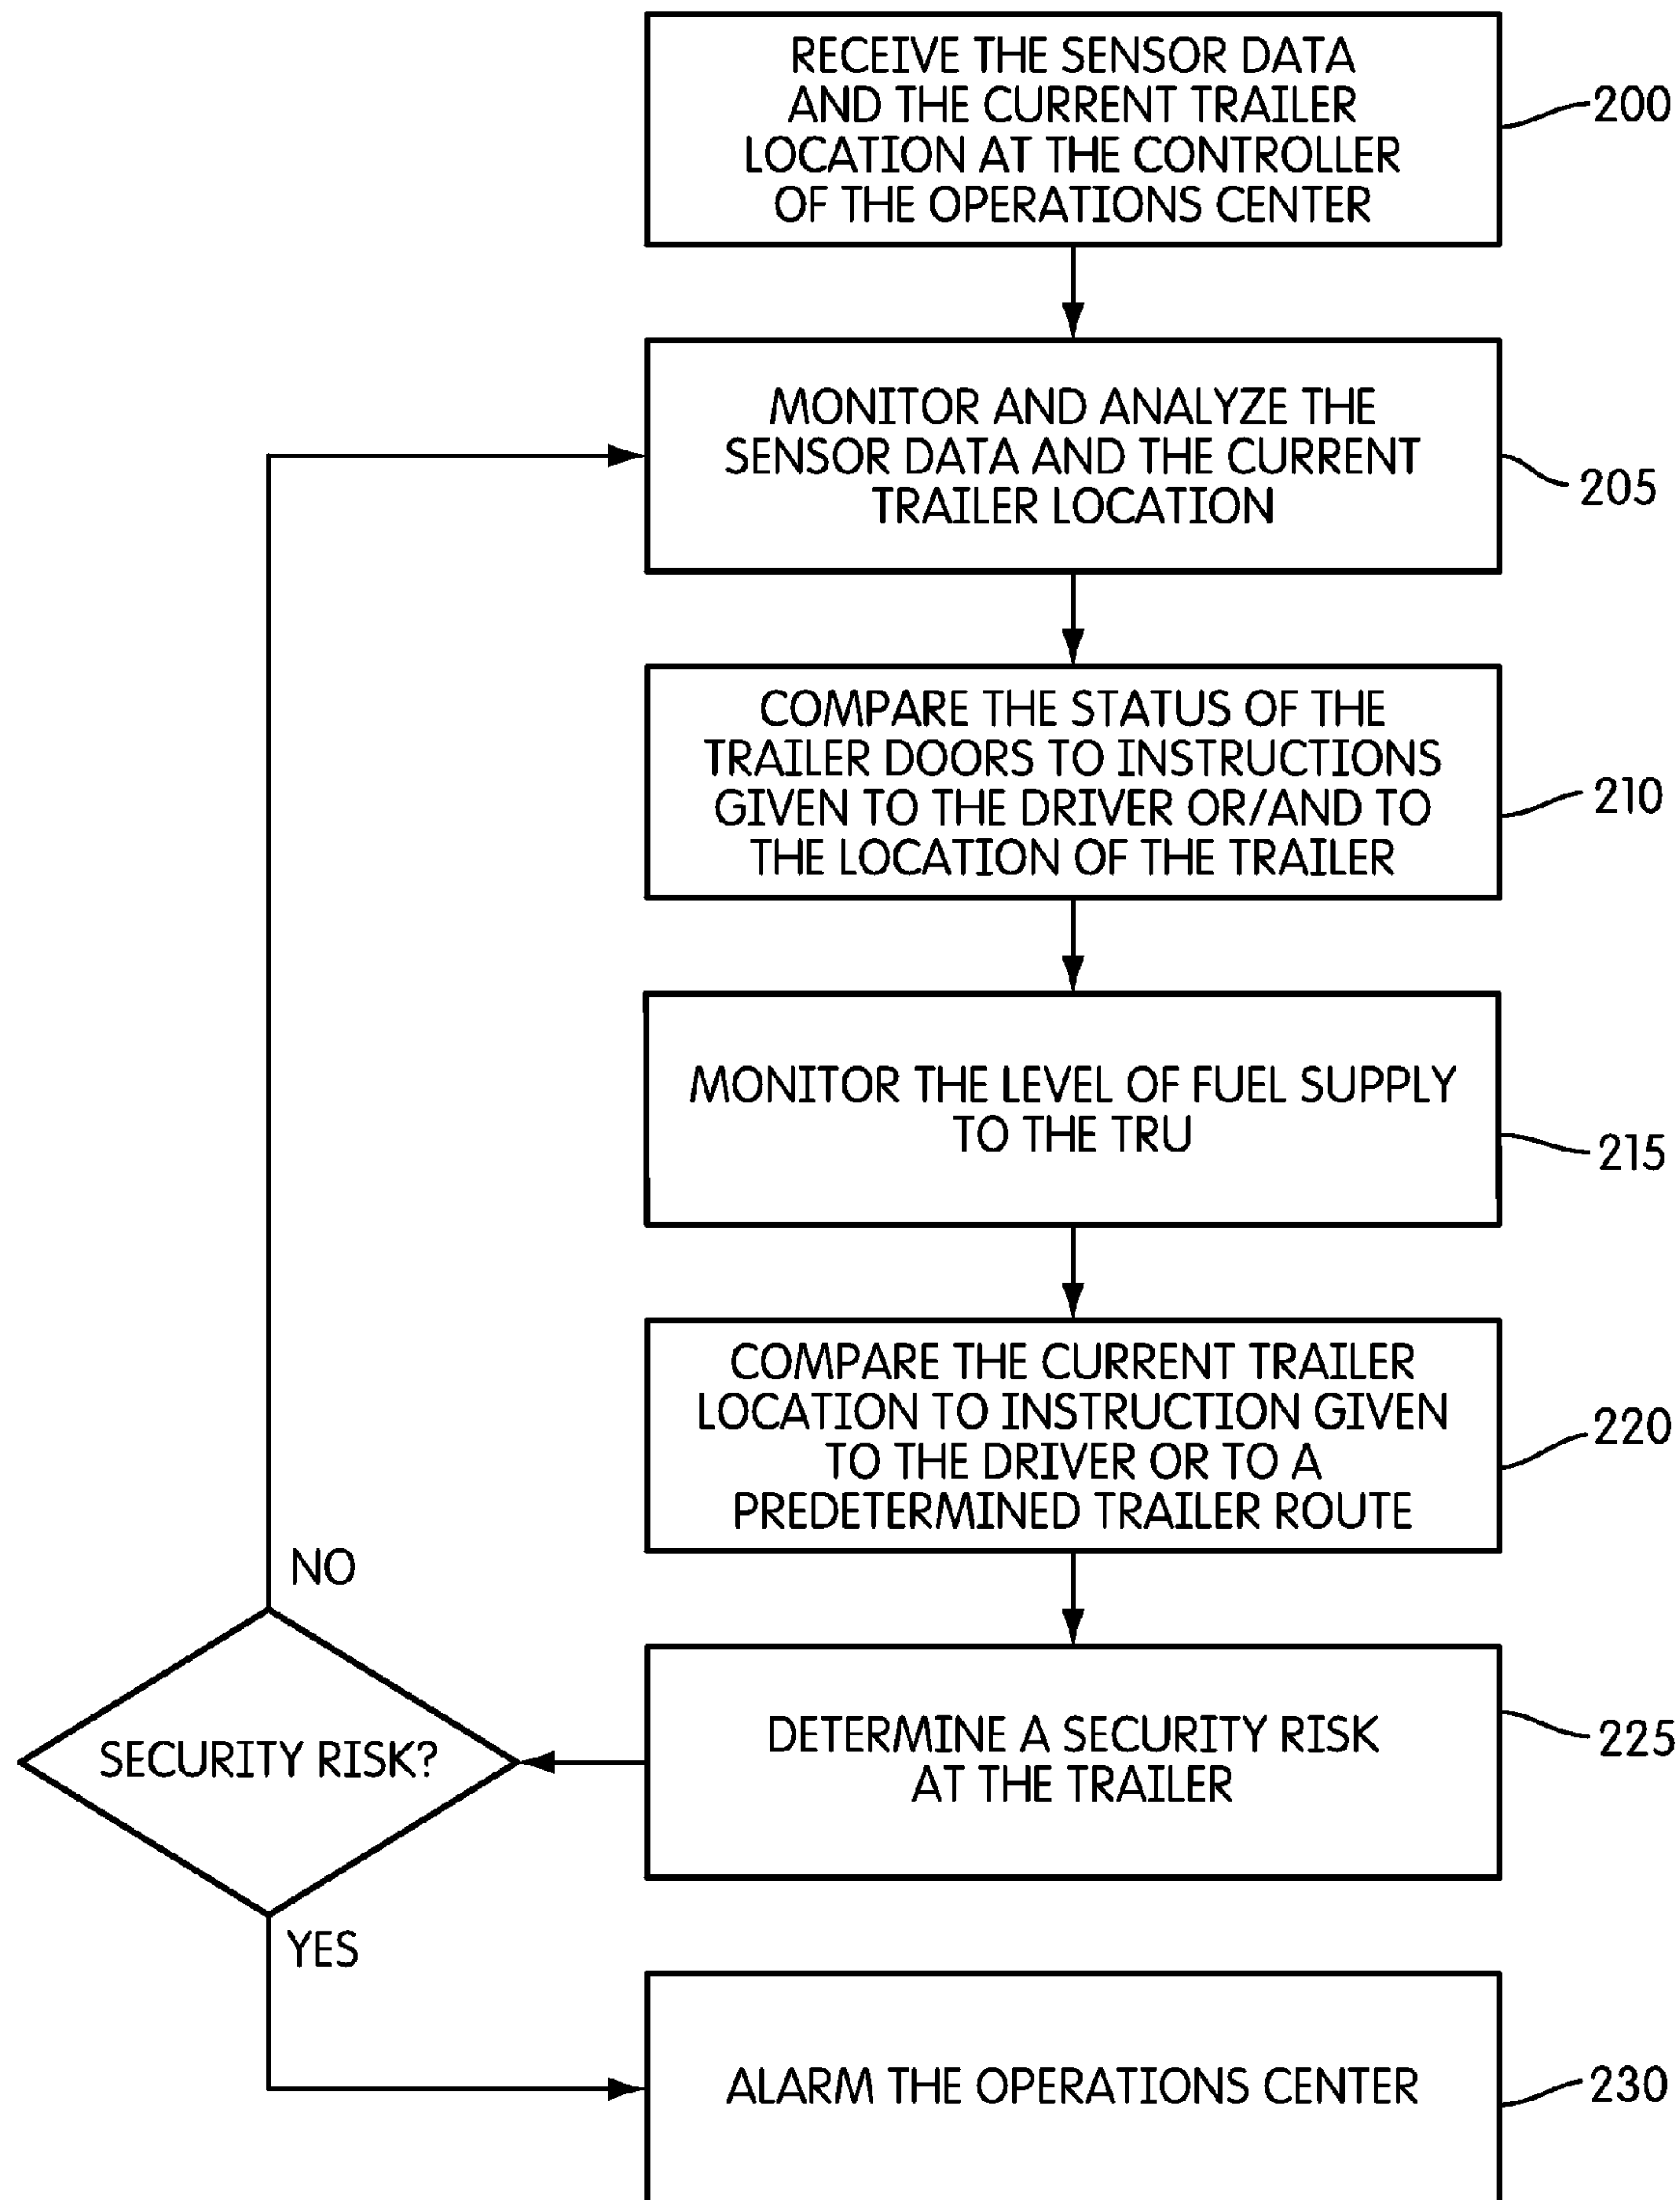 RECEIVE THE SENSOR DATA
AND THE CURRENT TRAILER
LOCATION AT THE CONTROLLER
OF THE OPERATIONS CENTER
200
MONITOR AND ANALYZE THE
SENSOR DATA AND THE CURRENT
TRAILER LOCATION
205
COMPARE THE STATUS OF THE
TRAILER DOORS TO INSTRUCTIONS
GIVEN TO THE DRIVER OR/AND TO
THE LOCATION OF THE TRAILER
210
MONITOR THE LEVEL OF FUEL SUPPLY
TO THE TRU
215
COMPARE THE CURRENT TRAILER
LOCATION TO INSTRUCTION GIVEN
TO THE DRIVER OR TO A
PREDETERMINED TRAILER ROUTE
220
NO
DETERMINE A SECURITY RISK
AT THE TRAILER
225
SECURITY RISK?
YES
ALARM THE OPERATIONS CENTER
230